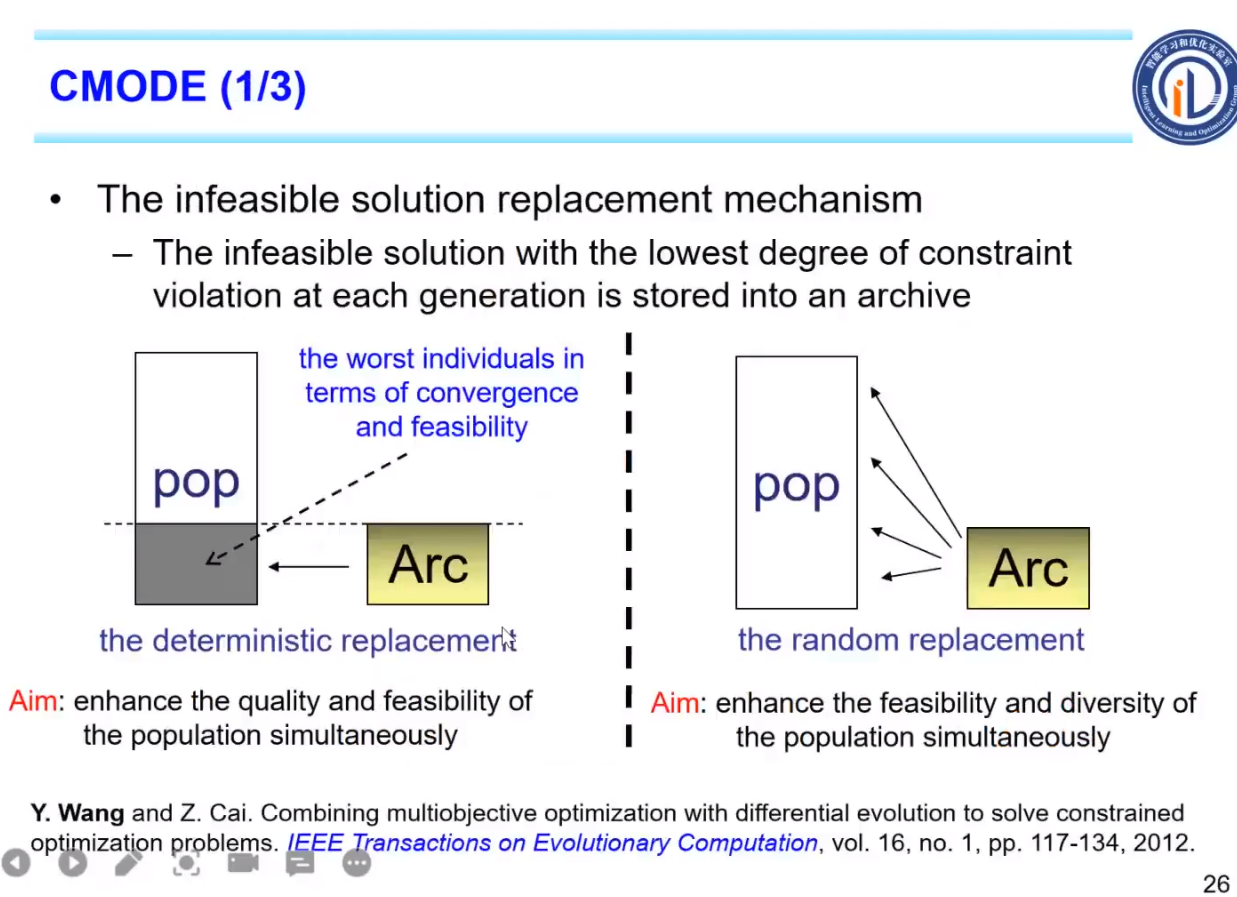 CMODE (1/3)
智能学习和优化实验室
Intelligent Learning and Optimization Group
• The infeasible solution replacement mechanism
– The infeasible solution with the lowest degree of constraint
violation at each generation is stored into an archive
the worst individuals in
terms of convergence
and feasibility
pop
Arc
the deterministic replacement
Aim: enhance the quality and feasibility of
the population simultaneously
pop
Arc
the random replacement
Aim: enhance the feasibility and diversity of
the population simultaneously
Y. Wang and Z. Cai. Combining multiobjective optimization with differential evolution to solve constrained
optimization problems. IEEE Transactions on Evolutionary Computation, vol. 16, no. 1, pp. 117-134, 2012.
26